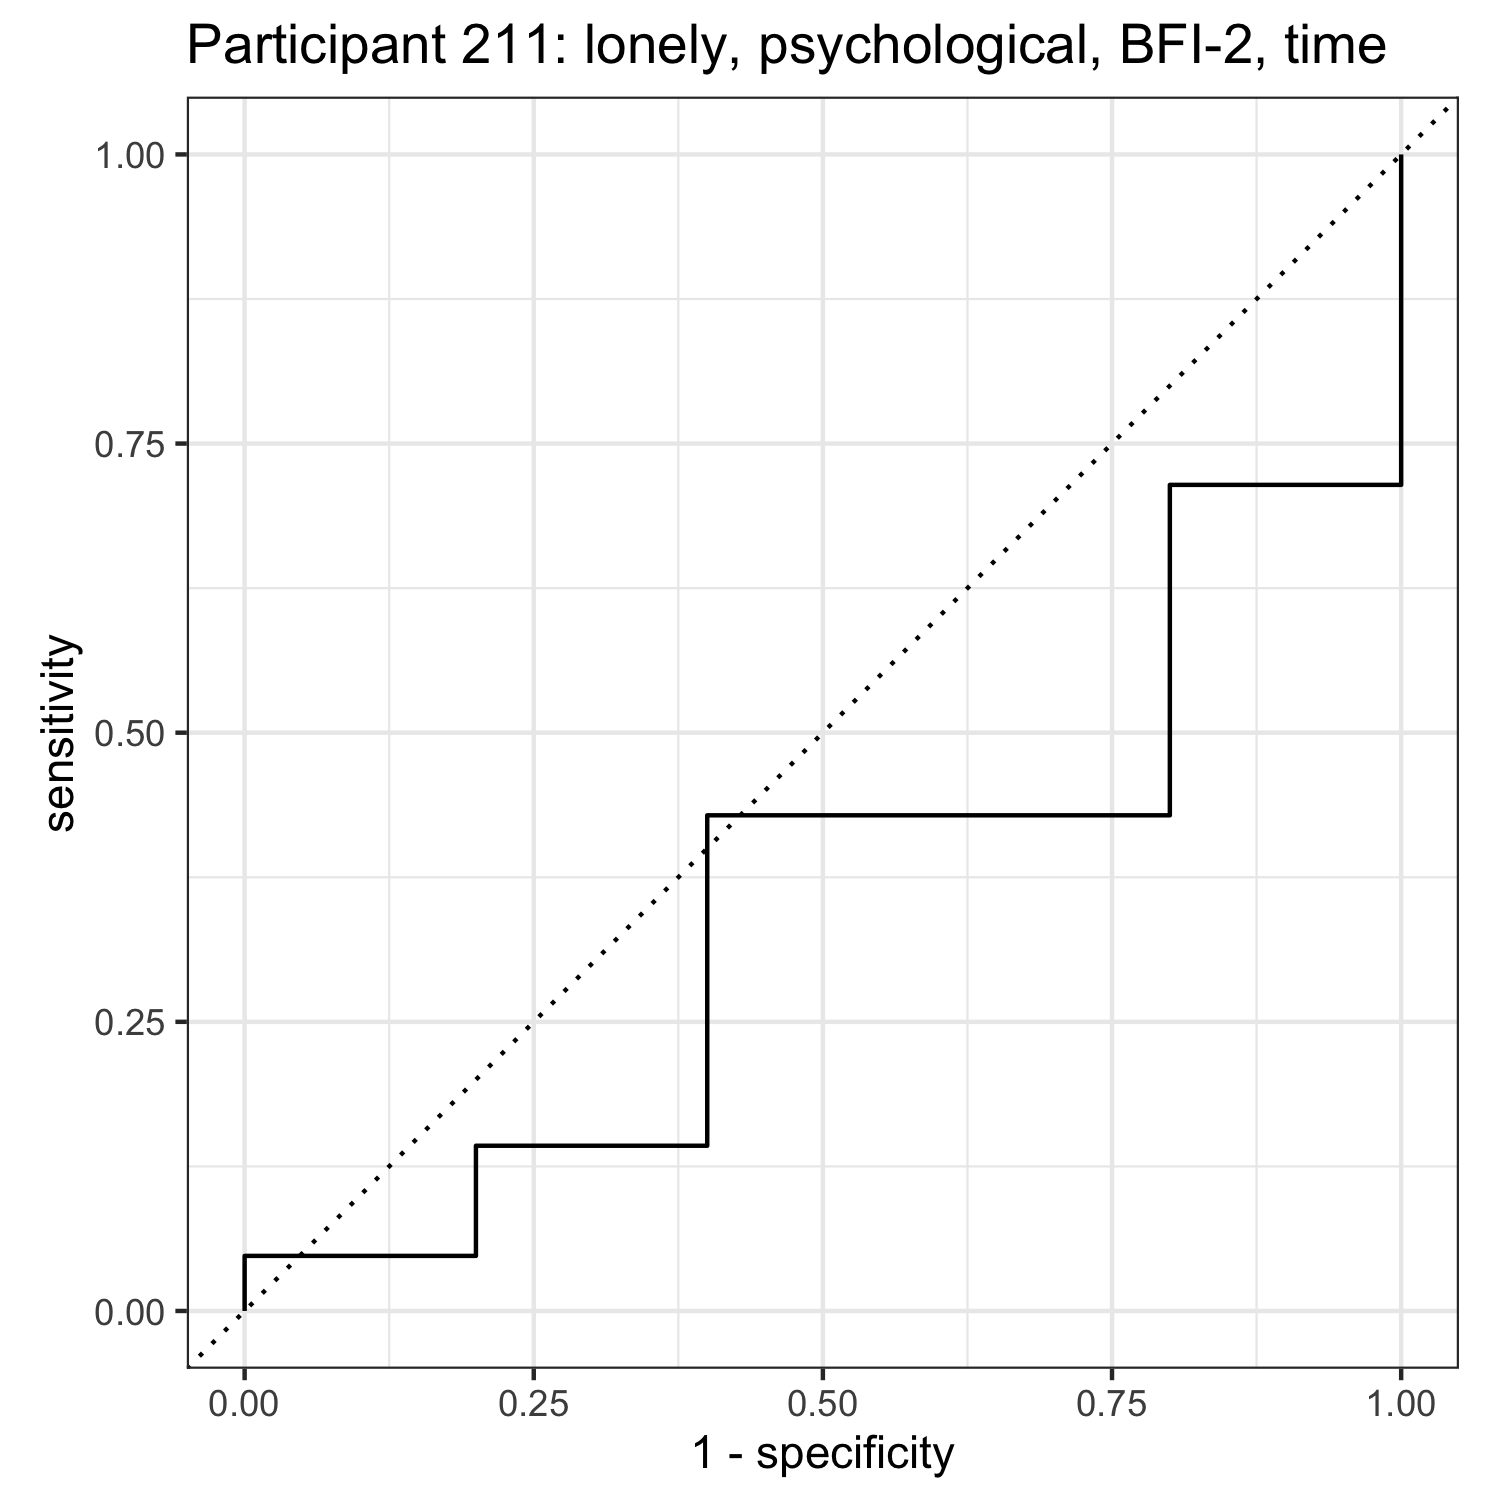 Participant 211: lonely, psychological, BFI-2, time
1.00
0.75
0.50
0.25
0.00
sensitivity
0.00 0.25 0.50 0.75 1.00
1 - specificity